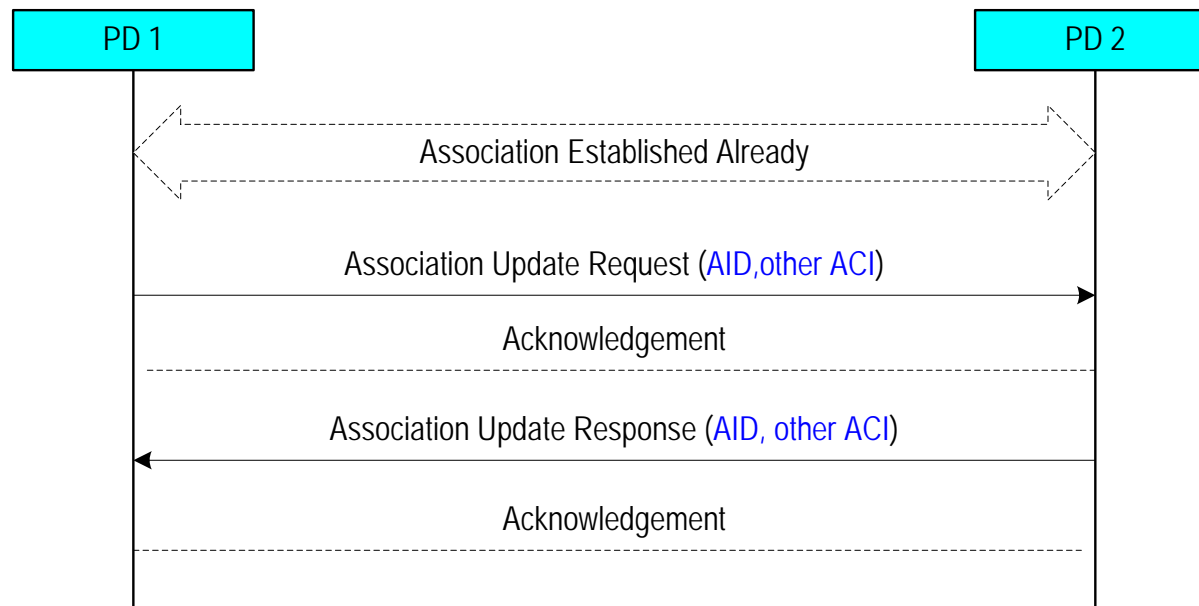 PD 1
PD 2
Association Established Already
Association Update Request (AID,other ACI)
Acknowledgement
Association Update Response (AID, other ACI)
Acknowledgement